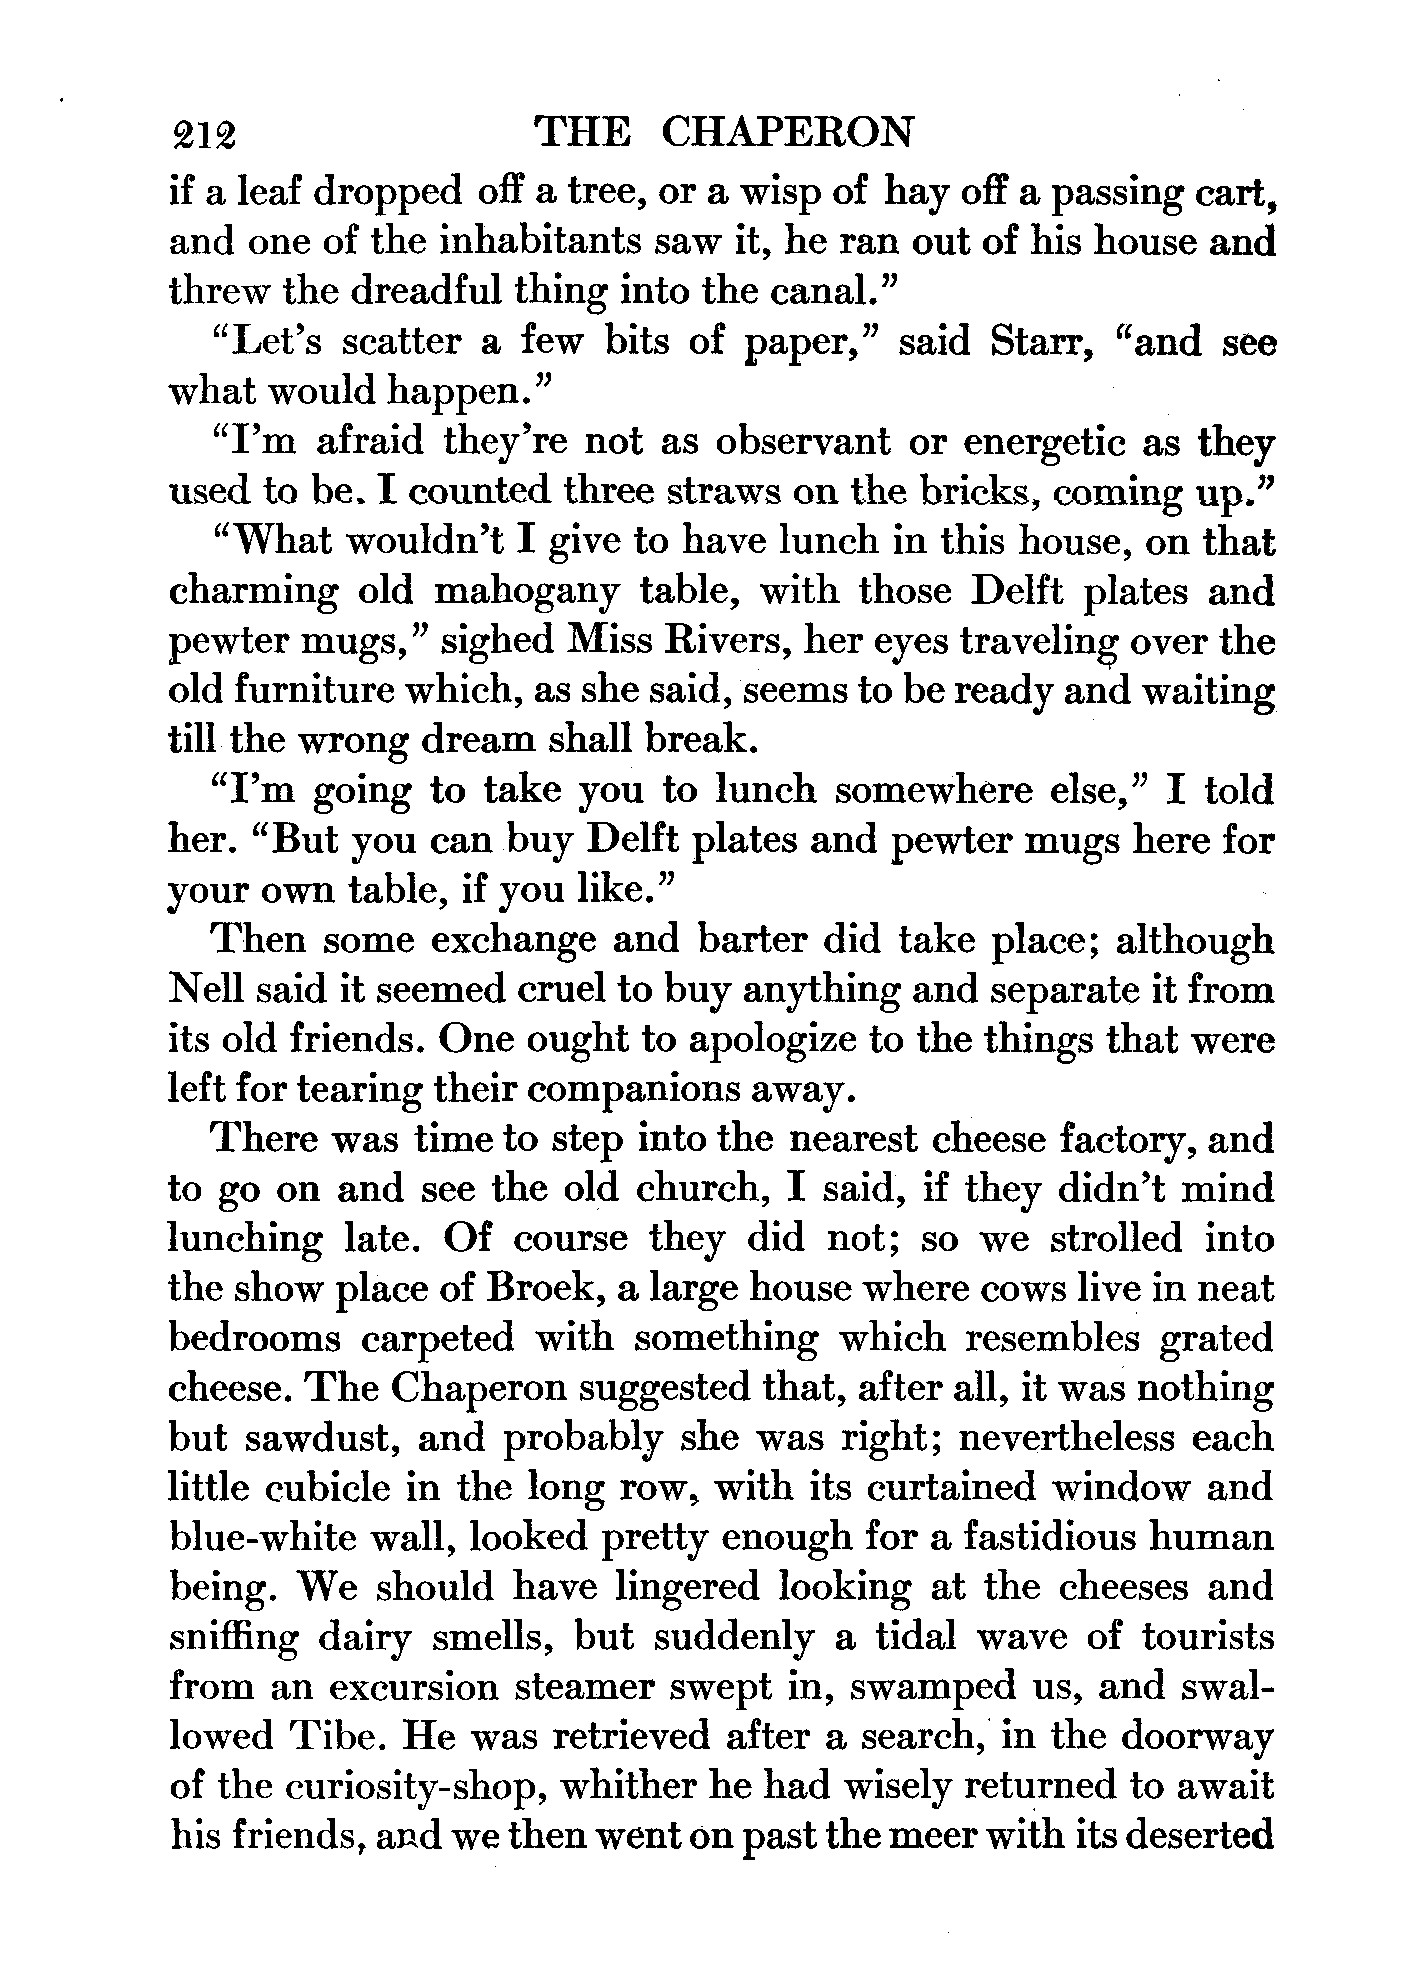 212 THE CHAPERON
if a leaf dropped off a tree, or a wisp of hay off a passing cart,
and one of the inhabitants saw it, he ran out of his house and
threw the dreadful thing into the canal.”
“Let’s scatter a few bits of paper,” said Starr, “and see
what would happen.”
“I’m afraid they’re not as observant or energetic as they
used to be. I counted three straws on the bricks, coming up.”
“What wouldn’t I give to have lunch in this house, on that
charming old mahogany table, with those Delft plates and
pewter mugs,” sighed Miss Rivers, her eyes traveling over the
old furniture which, as she said, seems to be ready and waiting
till the wrong dream shall break.
“I’m going to take you to lunch somewhere else,” I told
her. “But you can buy Delft plates and pewter mugs here for
your own table, if you like.”
Then some exchange and barter did take place; although
Nell said it seemed cruel to buy anything and separate it from
its old friends. One ought to apologize to the things that were
left for tearing their companions away.
There was time to step into the nearest cheese factory, and
to go on and see the old church, I said, if they didn’t mind
lunching late. Of course they did not; so we strolled into
the show place of Broek, a large house where cows live in neat
bedrooms carpeted with something which resembles grated
cheese. The Chaperon suggested that, after all, it was nothing
but sawdust, and probably she was right; nevertheless each
little cubicle in the long row, with its curtained window and
blue-white wall, looked pretty enough for a fastidious human
being. We should have lingered looking at the cheeses and
sniffing dairy smells, but suddenly a tidal wave of tourists
from an excursion steamer swept in, swamped us, and swal-
lowed Tibe. He was retrieved after a search, in the doorway
of the curiosity-shop, whither he had wisely returned to await
his friends, and we then went on past the meer with its deserted